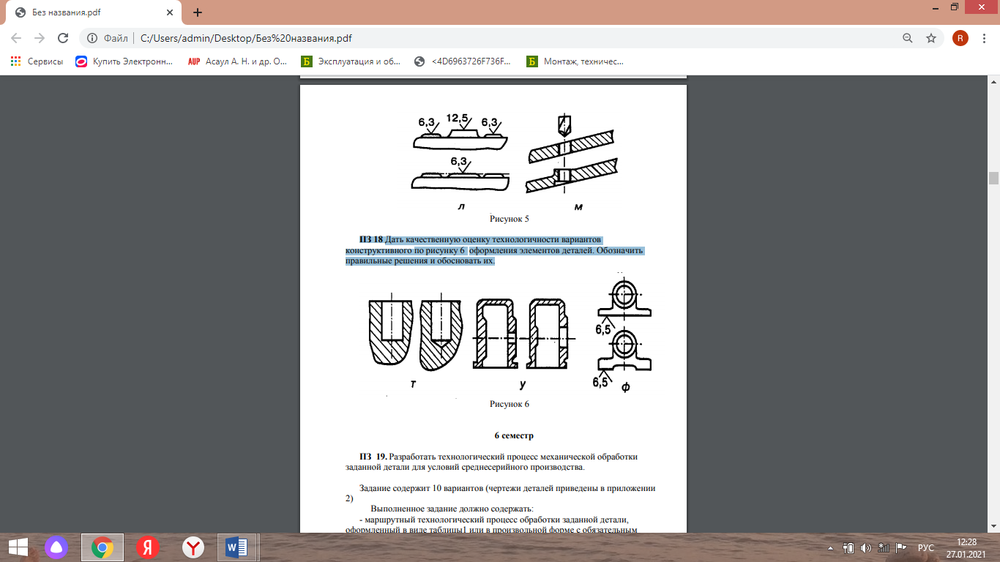 Без названия.pdf
Файл
C:/Users/admin/Desktop/Без%20названия.pdf
R
Сервисы
Купить Электронн...
AUP Асаул А. Н. и др. О...
Б Эксплуатация и об...
<4D6963726F736F...
Б Монтаж, техничес...
6,3 12,5 6,3
6,3
л м
Рисунок 5
ПЗ 18 Дать качественную оценку технологичности вариантов
конструктивного по рисунку 6 оформления элементов деталей. Обозначить
правильные решения и обосновать их.
6,5
6,5
т у ф
Рисунок 6
6 семестр
ПЗ 19. Разработать технологический процесс механической обработки
заданной детали для условий среднесерийного производства.
Задание содержит 10 вариантов (чертежи деталей приведены в приложении
2)
Выполненное задание должно содержать:
- маршрутный технологический процесс обработки заданной детали,
оформленный в виде таблицы1 или в произвольной форме с обязательным
Я
Y
W
РУС
12:28
27.01.2021